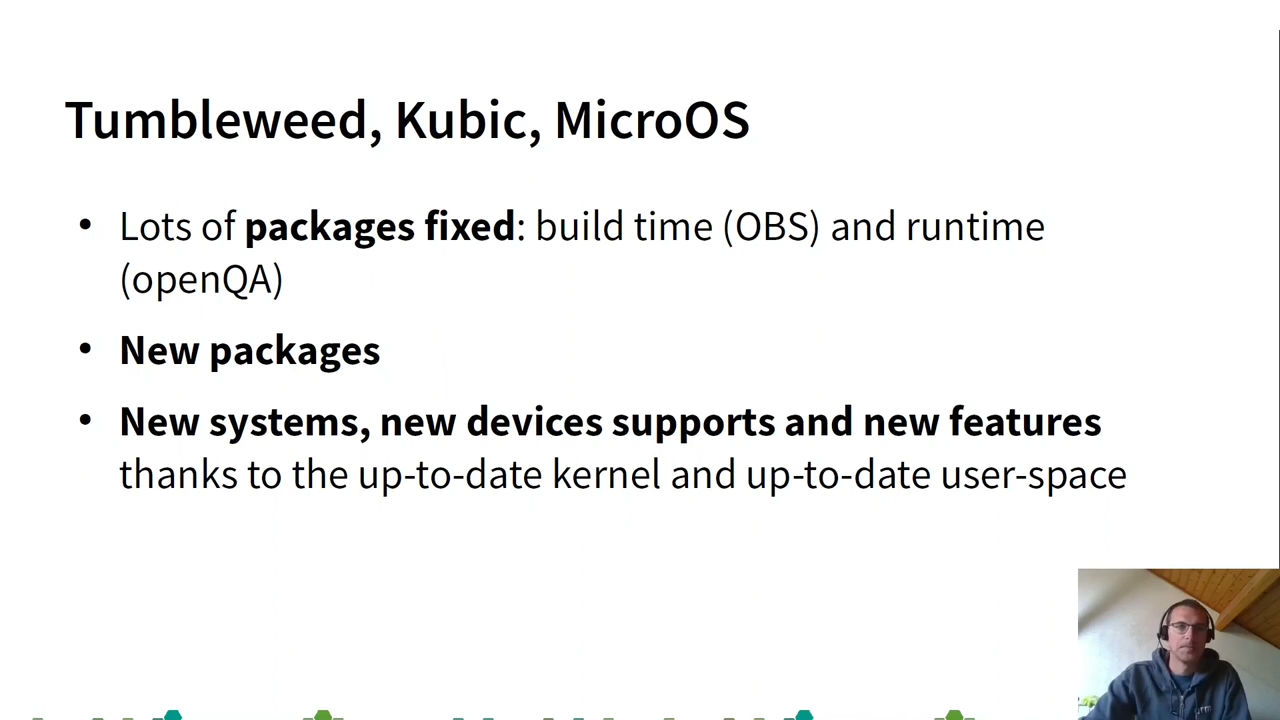 Tumbleweed, Kubic, MicroOS
• Lots of packages fixed: build time (OBS) and runtime
(openQA)
• New packages
• New systems, new devices supports and new features
thanks to the up-to-date kernel and up-to-date user-space